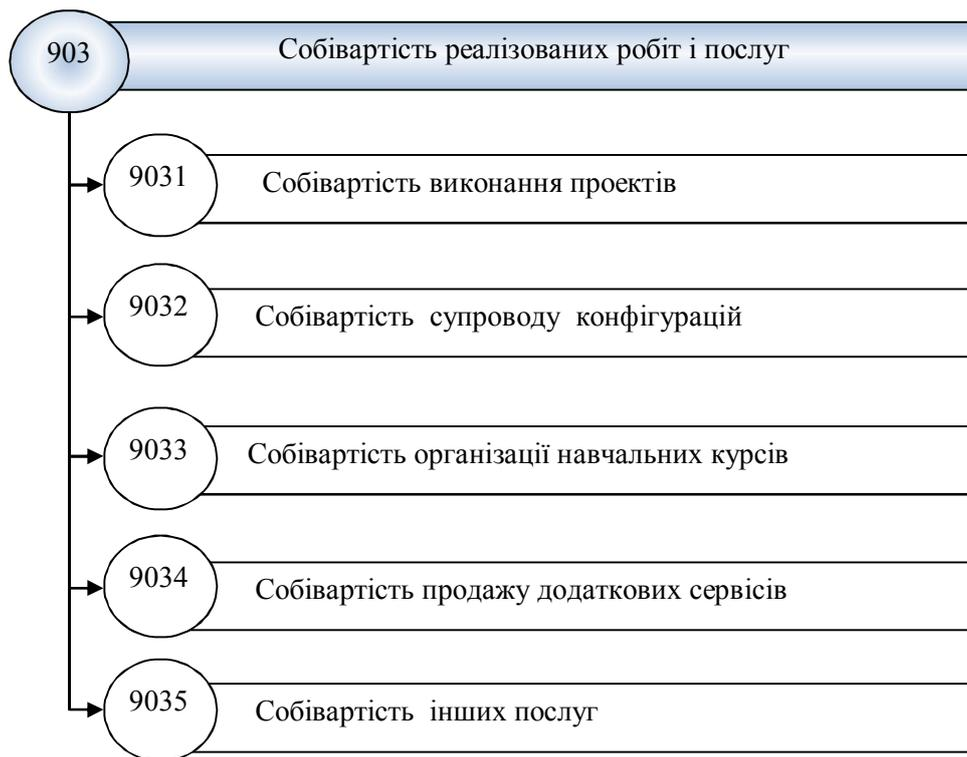 903 Собівартість реалізованих робіт і послуг
9031 Собівартість виконання проектів
9032 Собівартість супроводу конфігурацій
9033 Собівартість організації навчальних курсів
9034 Собівартість продажу додаткових сервісів
9035 Собівартість інших послуг